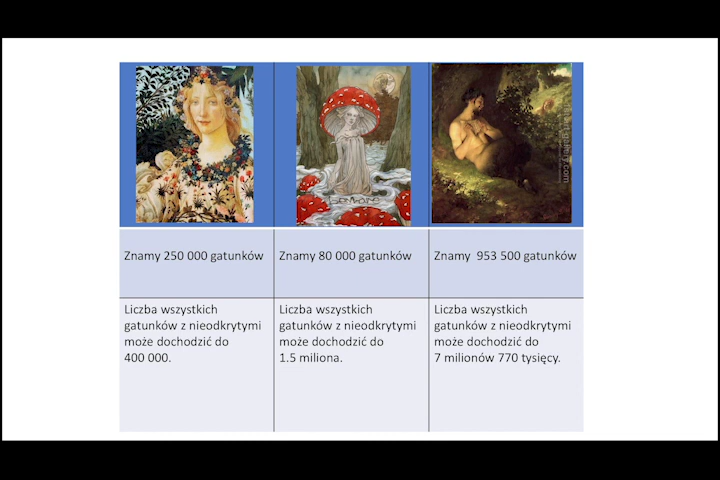 Znamy 250 000 gatunków
Znamy 80 000 gatunków
Znamy 953 500 gatunków
Liczba wszystkich
gatunków z nieodkrytymi
może dochodzić do
400 000.
Liczba wszystkich
gatunków z nieodkrytymi
może dochodzić do
1.5 miliona.
Liczba wszystkich
gatunków z nieodkrytymi
może dochodzić do
7 milionów 770 tysięcy.